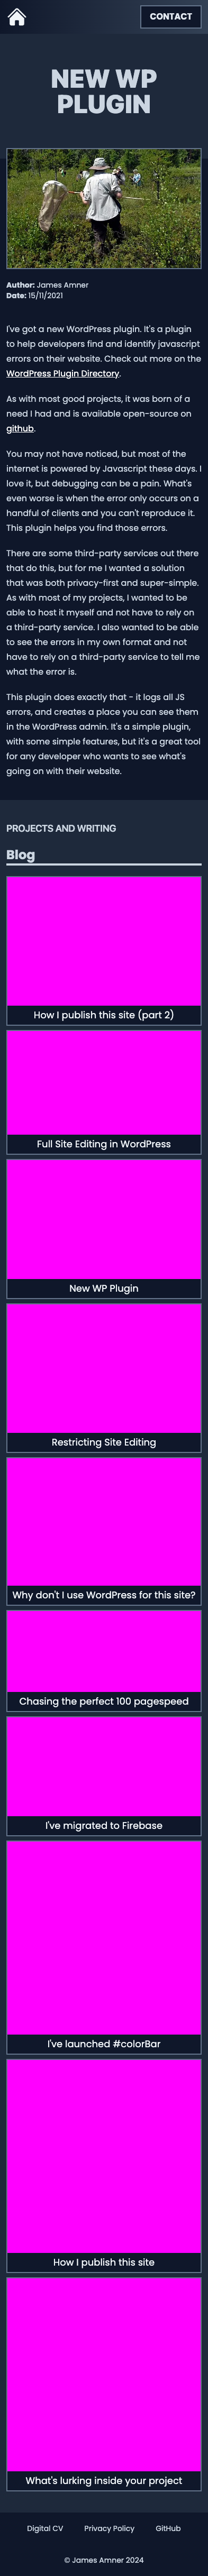 CONTACT
NEW WP
PLUGIN
Author: James Amner
Date: 15/11/2021
I've got a new WordPress plugin. It's a plugin
to help developers find and identify javascript
errors on their website. Check out more on the
WordPress Plugin Directory.
As with most good projects, it was born of a
need I had and is available open-source on
github.
You may not have noticed, but most of the
internet is powered by Javascript these days. I
love it, but debugging can be a pain. What's
even worse is when the error only occurs on a
handful of clients and you can't reproduce it.
This plugin helps you find those errors.
There are some third-party services out there
that do this, but for me I wanted a solution
that was both privacy-first and super-simple.
As with most of my projects, I wanted to be
able to host it myself and not have to rely on
a third-party service. I also wanted to be able
to see the errors in my own format and not
have to rely on a third-party service to tell me
what the error is.
This plugin does exactly that - it logs all JS
errors, and creates a place you can see them
in the WordPress admin. It's a simple plugin,
with some simple features, but it's a great tool
for any developer who wants to see what's
going on with their website.
PROJECTS AND WRITING
Blog
How I publish this site (part 2)
Full Site Editing in WordPress
New WP Plugin
Restricting Site Editing
Why don't I use WordPress for this site?
Chasing the perfect 100 pagespeed
I've migrated to Firebase
I've launched #colorBar
How I publish this site
What's lurking inside your project
Digital CV Privacy Policy GitHub
© James Amner 2024